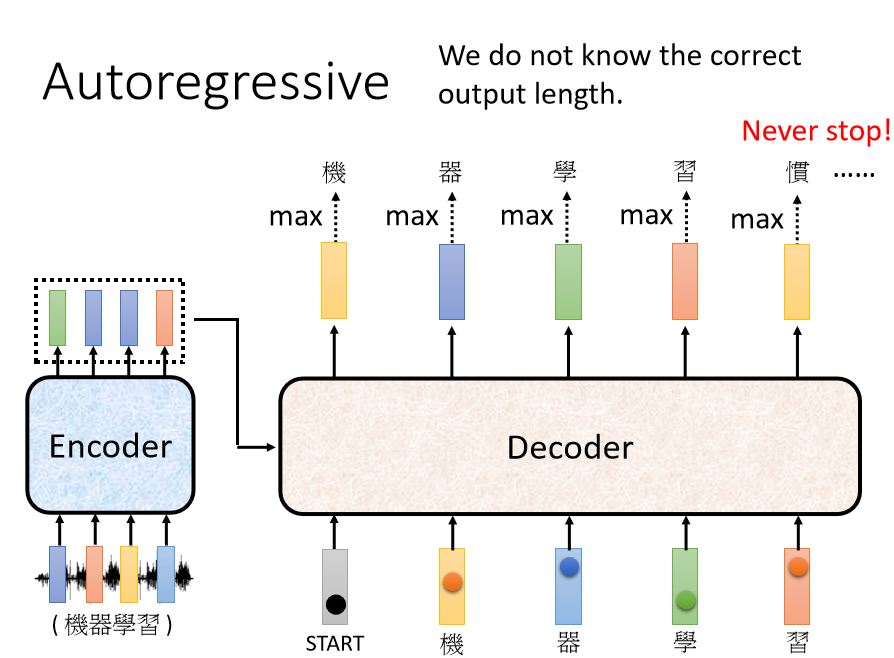 Autoregressive
We do not know the correct
output length.
Never stop!
機 器 學 習 慣 ……
max max max max max
Encoder
Decoder
( 機器學習 )
START 機 器 學 習